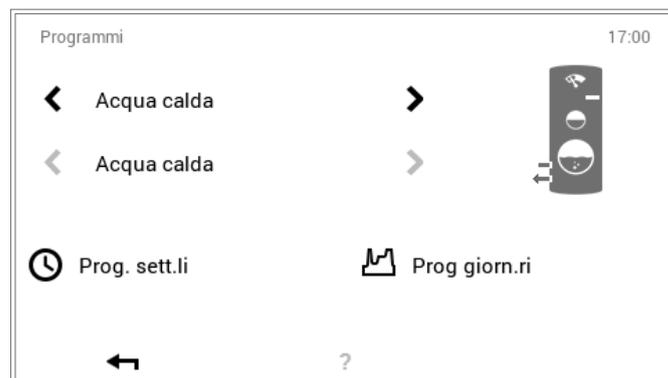 Programmi 17:00
Acqua calda
Acqua calda
Prog. sett.li Prog giorn.ri
?